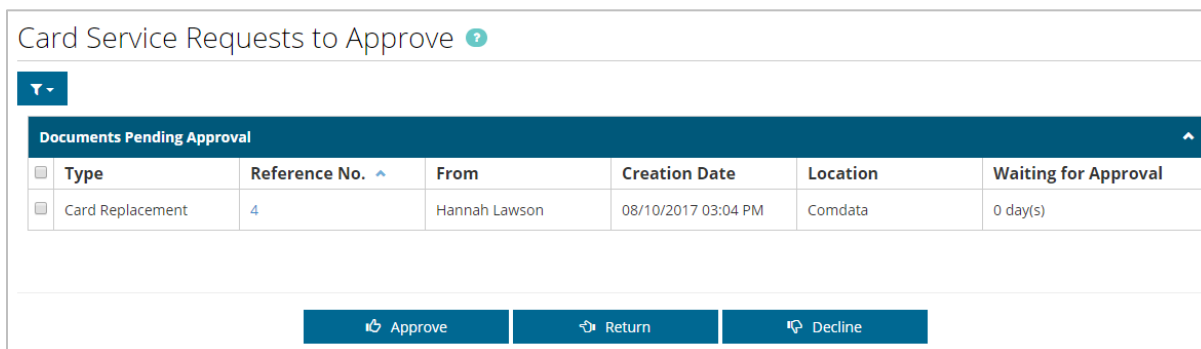 Card Service Requests to Approve ?
Documents Pending Approval
Type Reference No. From Creation Date Location Waiting for Approval
Card Replacement 4 Hannah Lawson 08/10/2017 03:04 PM Comdata 0 day(s)
Approve Return Decline